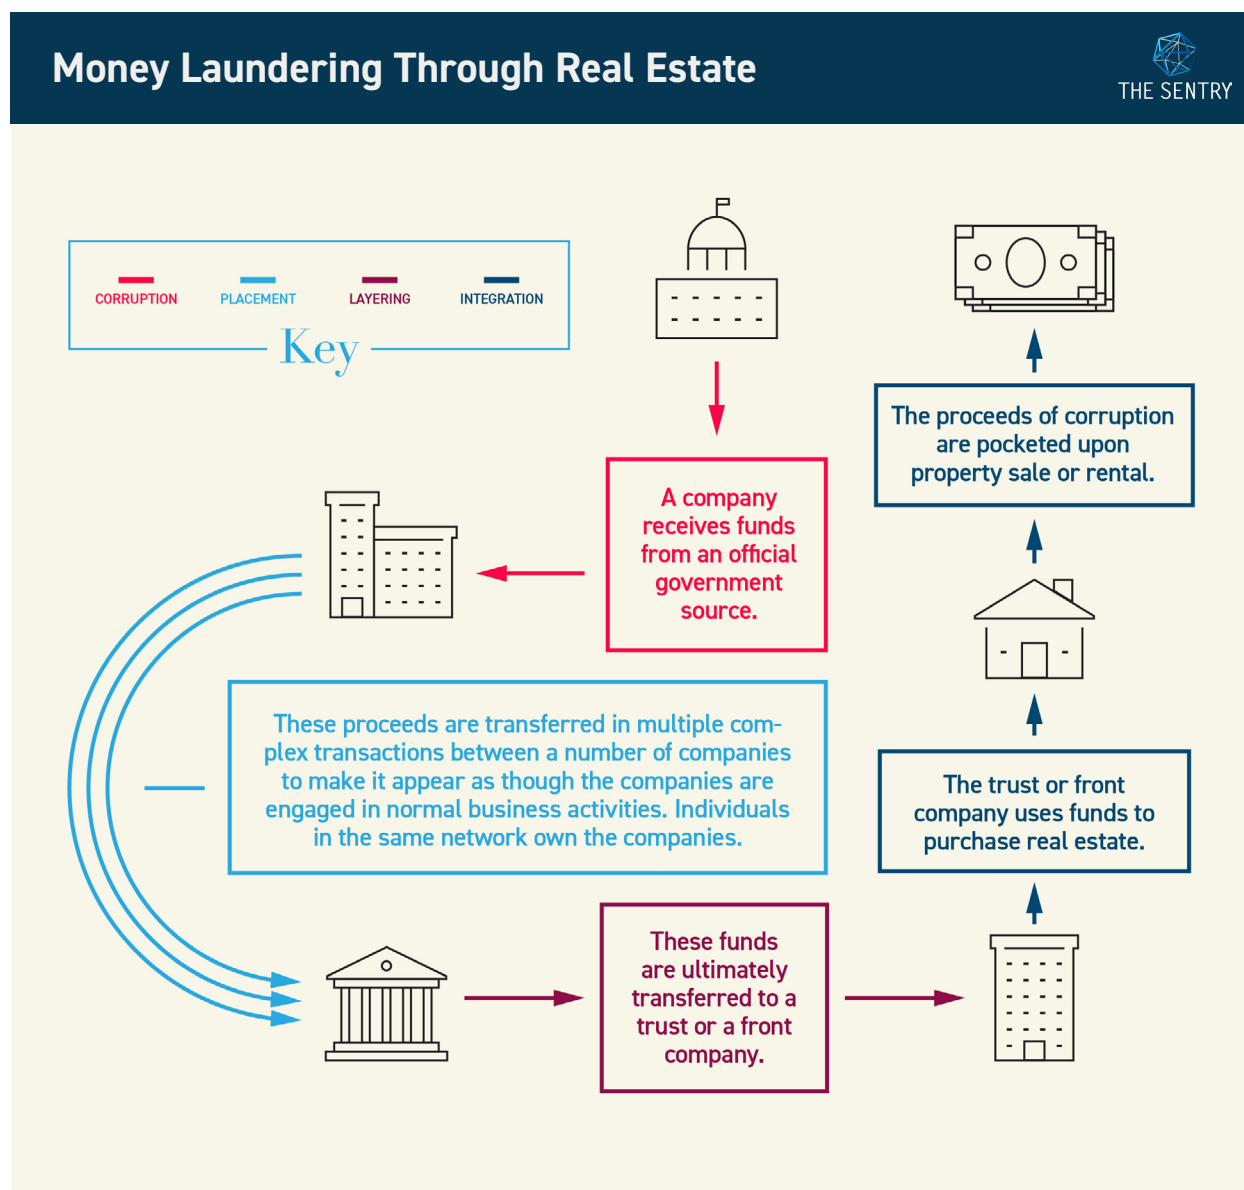 Money Laundering Through Real Estate
THE SENTRY
CORRUPTION
PLACEMENT
LAYERING
INTEGRATION
Key
A company
receives funds
from an official
government
source.
These proceeds are transferred in multiple com-
plex transactions between a number of companies
to make it appear as though the companies are
engaged in normal business activities. Individuals
in the same network own the companies.
These funds
are ultimately
transferred to a
trust or a front
company.
The trust or front
company uses funds to
purchase real estate.
The proceeds of corruption
are pocketed upon
property sale or rental.